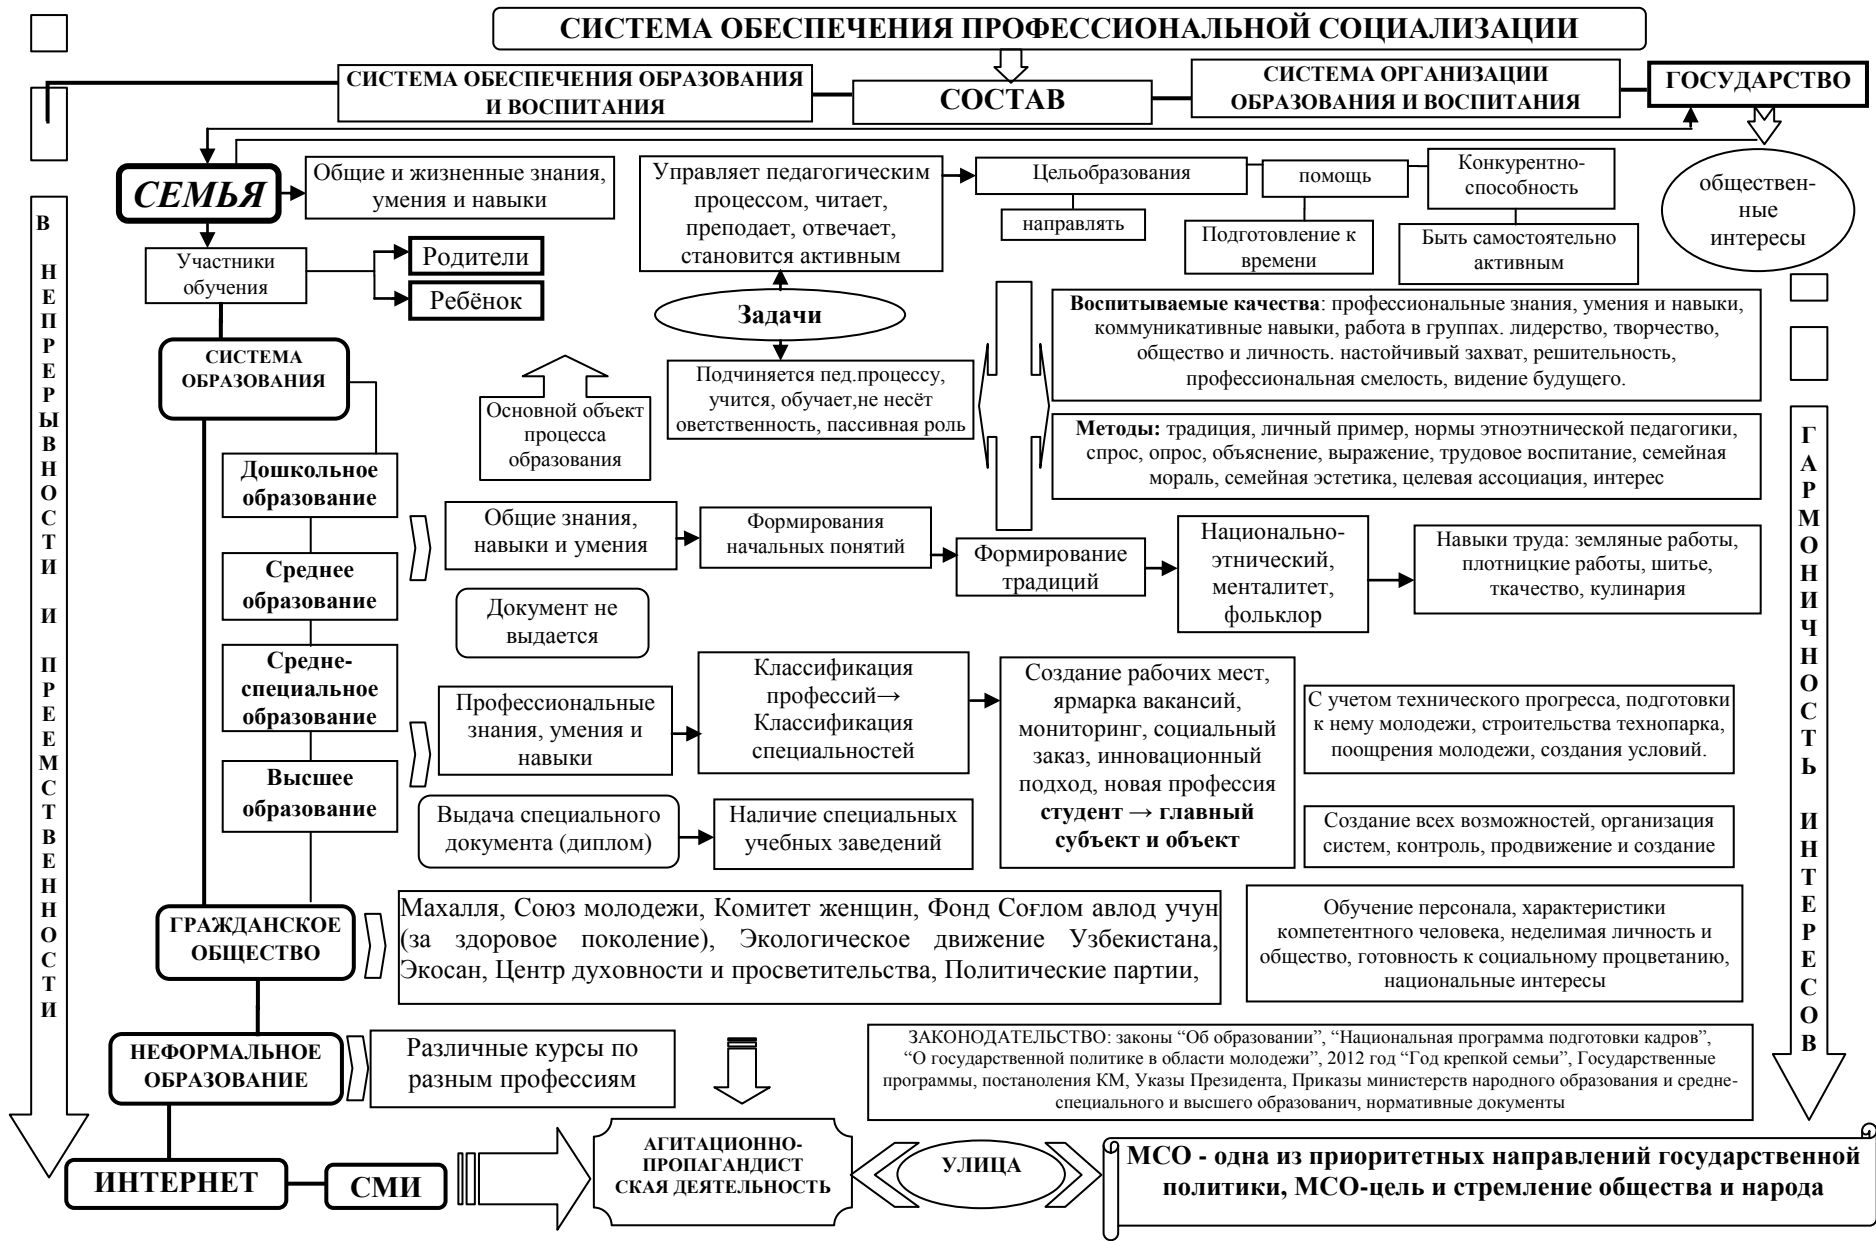 СИСТЕМА ОБЕСПЕЧЕНИЯ ПРОФЕССИОНАЛЬНОЙ СОЦИАЛИЗАЦИИ
СИСТЕМА ОБЕСПЕЧЕНИЯ ОБРАЗОВАНИЯ
И ВОСПИТАНИЯ
СОСТАВ
СИСТЕМА ОРГАНИЗАЦИИ
ОБРАЗОВАНИЯ И ВОСПИТАНИЯ
ГОСУДАРСТВО
СЕМЬЯ
Общие и жизненные знания,
умения и навыки
Управляет педагогическим
процессом, читает,
преподает, отвечает,
становится активным
Цельобразования
направлять
помощь
Подготовление к
времени
Конкурентно-
способность
Быть самостоятельно
активным
обществен-
ные
интересы
В НЕПРЕРЫВНОСТИ И ПРЕЕМСТВЕННОСТИ
Участники
обучения
Родители
Ребёнок
Задачи
Воспитываемые качества: профессиональные знания, умения и навыки,
коммуникативные навыки, работа в группах. лидерство, творчество,
общество и личность. настойчивый захват, решительность,
профессиональная смелость, видение будущего.
СИСТЕМА
ОБРАЗОВАНИЯ
Основной объект
процесса
образования
Подчиняется пед.процессу,
учится, обучает,не несёт
оветственность, пассивная роль
Методы: традиция, личный пример, нормы этноэтнической педагогики,
спрос, опрос, объяснение, выражение, трудовое воспитание, семейная
мораль, семейная эстетика, целевая ассоциация, интерес
ГАРМОНИЧНОСТЬ ИНТЕРЕСОВ
Дошкольное
образование
Общие знания,
навыки и умения
Формирования
начальных понятий
Формирование
традиций
Национально-
этнический,
менталитет,
фольклор
Навыки труда: земляные работы,
плотницкие работы, шитье,
ткачество, кулинария
Среднее
образование
Документ не
выдается
Средне-
специальное
образование
Профессиональные
знания, умения и
навыки
Классификация
профессий→
Классификация
специальностей
Создание рабочих мест,
ярмарка вакансий,
мониторинг, социальный
заказ, инновационный
подход, новая профессия
студент → главный
субъект и объект
С учетом технического прогресса, подготовки
к нему молодежи, строительства технопарка,
поощрения молодежи, создания условий.
Высшее
образование
Выдача специального
документа (диплом)
Наличие специальных
учебных заведений
Создание всех возможностей, организация
систем, контроль, продвижение и создание
ГРАЖДАНСКОЕ
ОБЩЕСТВО
Махалля, Союз молодежи, Комитет женщин, Фонд Соғлом авлод учун
(за здоровое поколение), Экологическое движение Узбекистана,
Экосан, Центр духовности и просветительства, Политические партии,
Обучение персонала, характеристики
компетентного человека, неделимая личность и
общество, готовность к социальному процветанию,
национальные интересы
НЕФОРМАЛЬНОЕ
ОБРАЗОВАНИЕ
Различные курсы по
разным профессиям
ЗАКОНОДАТЕЛЬСТВО: законы “Об образовании”, “Национальная программа подготовки кадров”,
“О государственной политике в области молодежи”, 2012 год “Год крепкой семьи”, Государственные
программы, постаноления КМ, Указы Президента, Приказы министерств народного образования и средне-
специального и высшего образованич, нормативные документы
ИНТЕРНЕТ
СМИ
АГИТАЦИОННО-
ПРОПАГАНДИСТ
СКАЯ ДЕЯТЕЛЬНОСТЬ
УЛИЦА
МСО - одна из приоритетных направлений государственной
политики, МСО-цель и стремление общества и народа